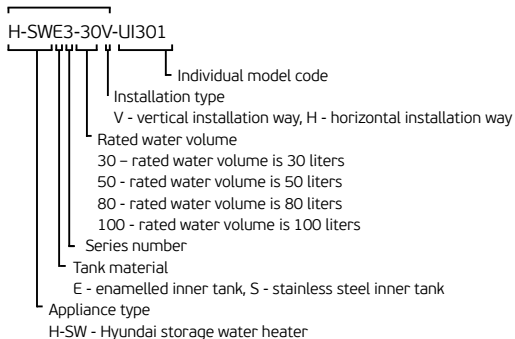 H-SWE3-30V-UI301
Individual model code
Installation type
V - vertical installation way, H - horizontal installation way
Rated water volume
30 – rated water volume is 30 liters
50 - rated water volume is 50 liters
80 - rated water volume is 80 liters
100 - rated water volume is 100 liters
Series number
Tank material
E - enamelled inner tank, S - stainless steel inner tank
Appliance type
H-SW - Hyundai storage water heater